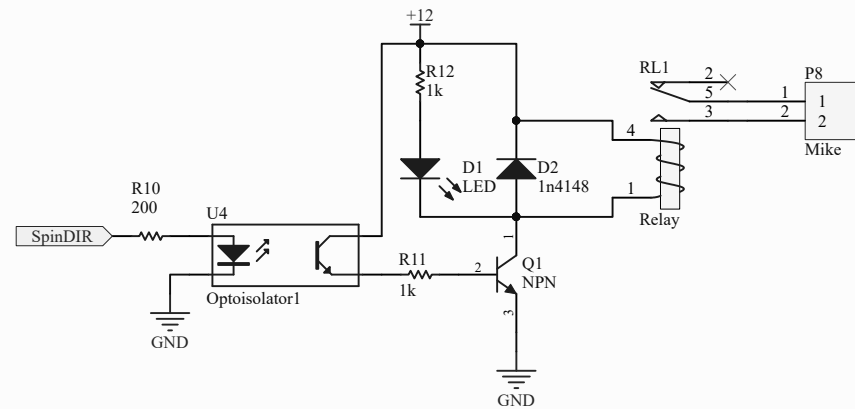 +12
R12
1k
RL1
2
5
3
P8
1
2
1
2
Mike
4
1
Relay
D1
LED
D2
1n4148
R10
200
U4
SpinDIR
Optoisolator1
R11
1k
1
2
3
Q1
NPN
GND
GND